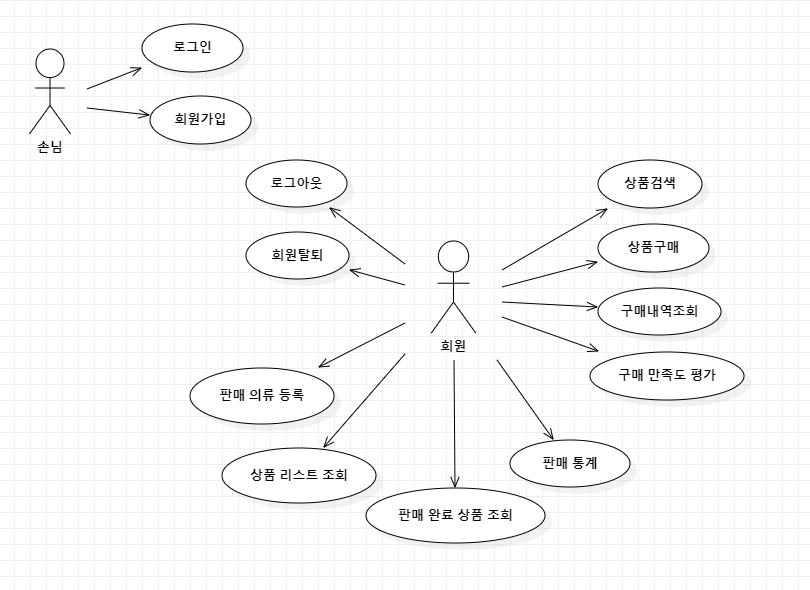 로그인
회원가입
손님
로그아웃
상품검색
회원탈퇴
상품구매
구매내역조회
회원
구매 만족도 평가
판매 의류 등록
상품 리스트 조회
판매 통계
판매 완료 상품 조회